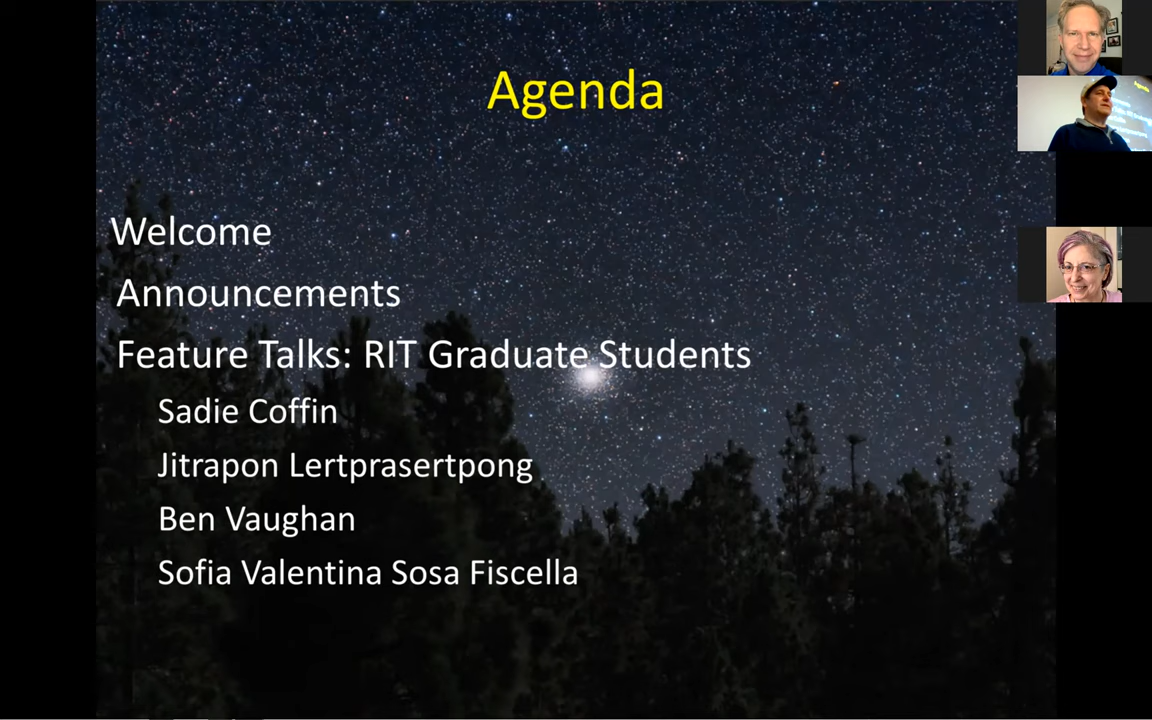 Agenda
Welcome
Announcements
Feature Talks: RIT Graduate Students
Sadie Coffin
Jitrapon Lertprasertpong
Ben Vaughan
Sofia Valentina Sosa Fiscella